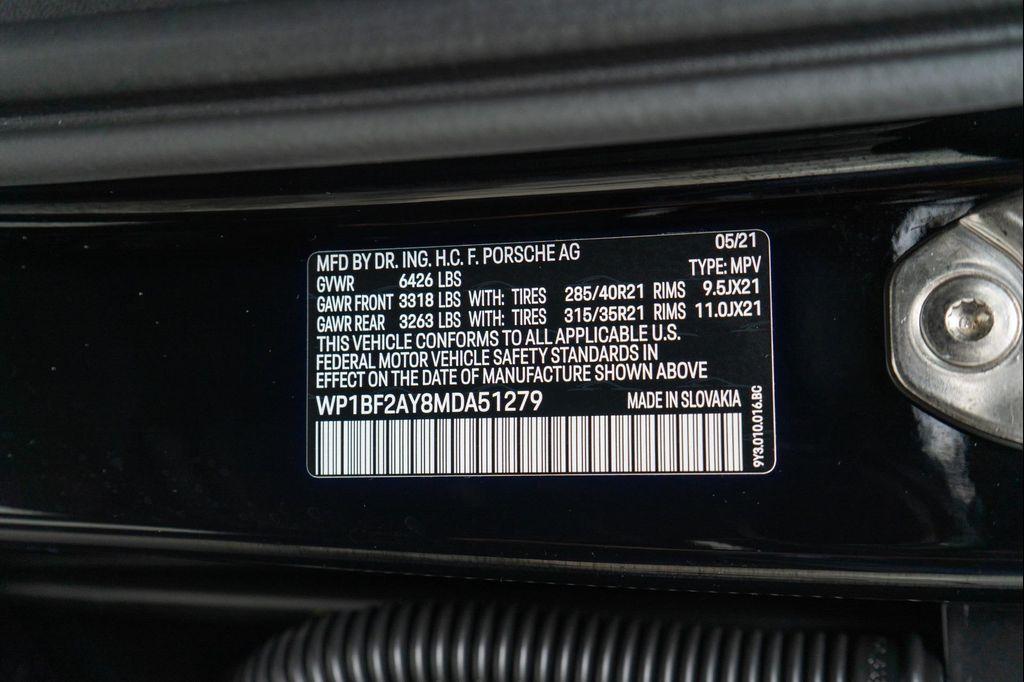 MFD BY DR. ING. H.C. F. PORSCHE AG 05/21
GVWR 6426 LBS TYPE: MPV
GAWR FRONT 3318 LBS WITH: TIRES 285/40R21 RIMS 9.5JX21
GAWR REAR 3263 LBS WITH: TIRES 315/35R21 RIMS 11.0JX21
THIS VEHICLE CONFORMS TO ALL APPLICABLE U.S.
FEDERAL MOTOR VEHICLE SAFETY STANDARDS IN
EFFECT ON THE DATE OF MANUFACTURE SHOWN ABOVE
WP1BF2AY8MDA51279 MADE IN SLOVAKIA
9Y3.010.016.BC